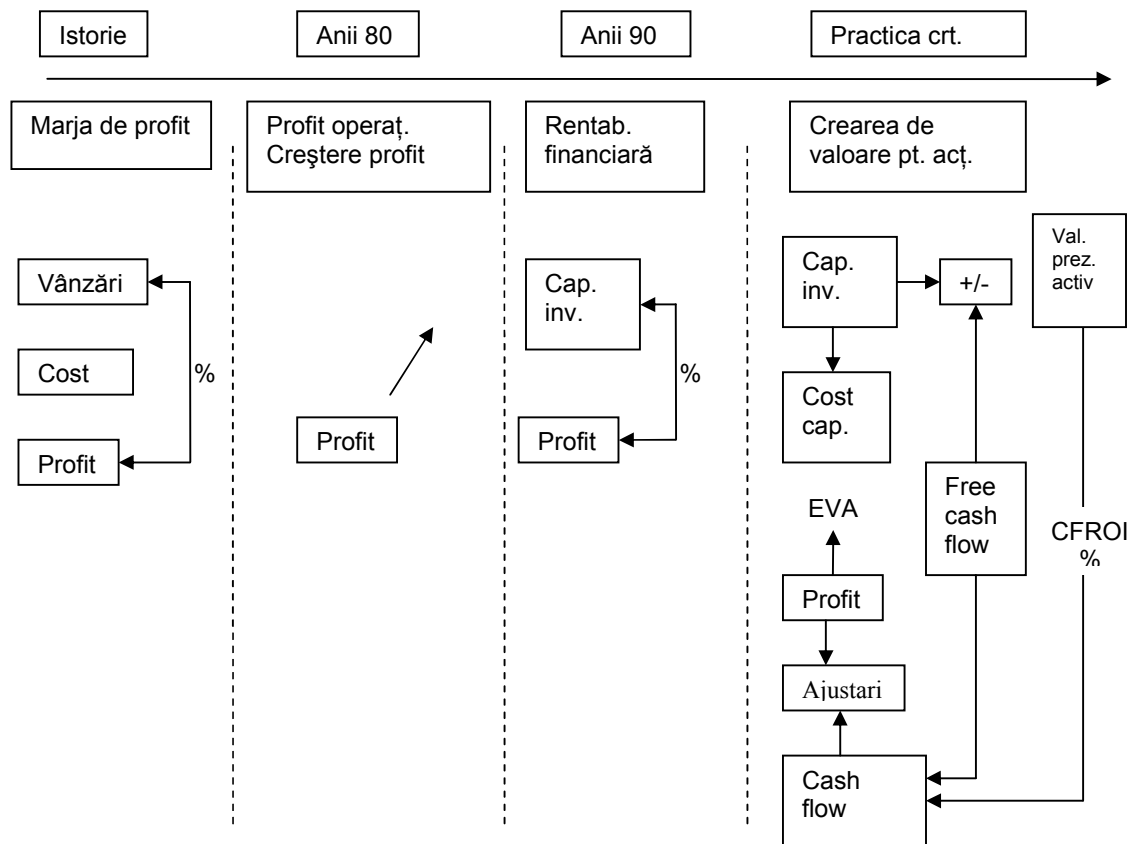 Istorie
Anii 80
Anii 90
Practica crt.
Marja de profit
Profit operaţ.
Creştere profit
Rentab.
financiară
Crearea de
valoare pt. acţ.
Vânzări
Cost
Profit
%
Profit
Cap.
inv.
%
Profit
Cap.
inv.
+/-
Val.
prez.
activ
Cost
cap.
EVA
Free
cash
flow
CFROI
%
Profit
Ajustari
Cash
flow